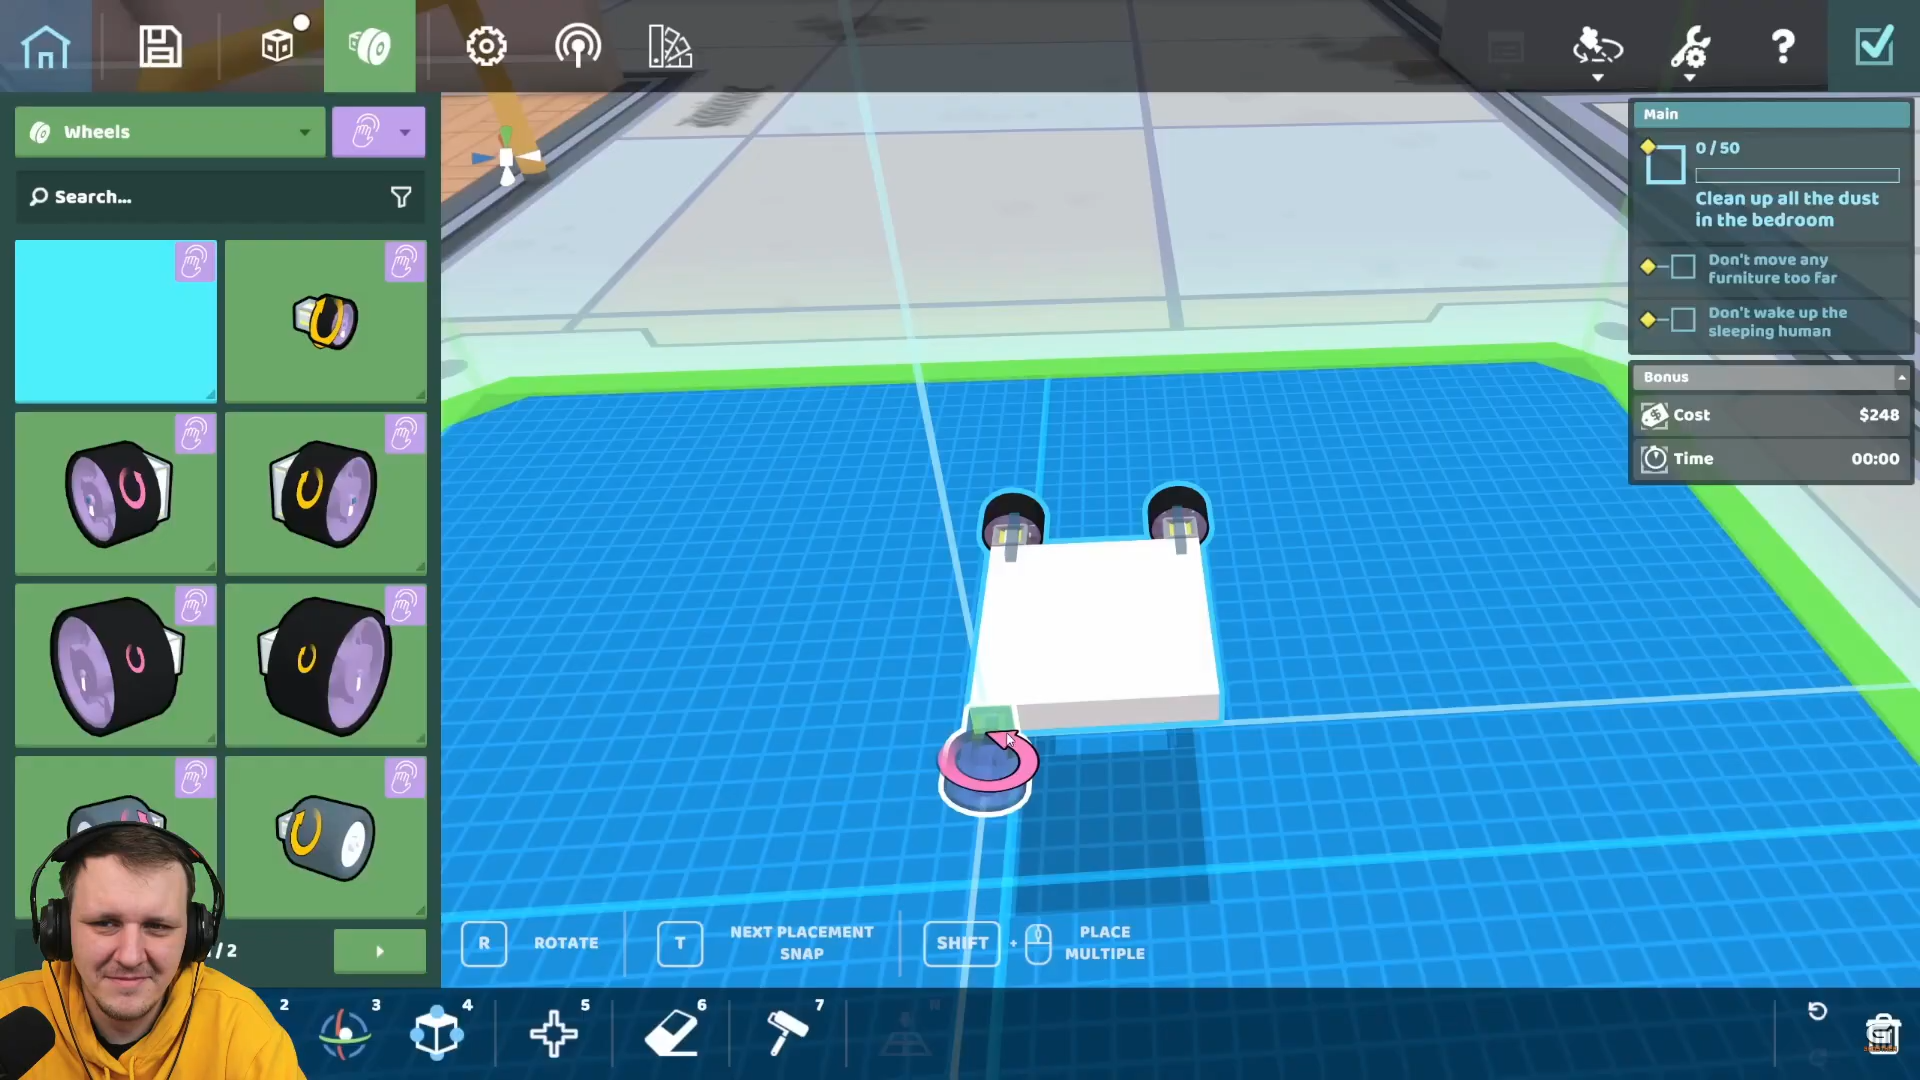 Wheels
Search...
/2
Main
0 / 50
Clean up all the dust
in the bedroom
Don't move any
furniture too far
Don't wake up the
sleeping human
Bonus
Cost $248
Time 00:00
R ROTATE
T NEXT PLACEMENT
SNAP
SHIFT + PLACE
MULTIPLE
2 3 4 5 6 7